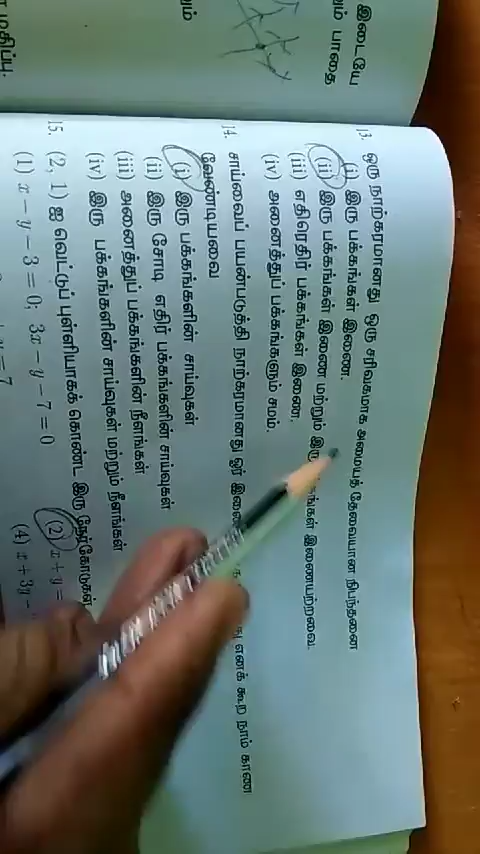 இடையே
பாதை
மதிப்பு.
13. ஒரு நாற்கரமானது ஒரு சரிவகமாக அமையத் தேவையான நிபந்தனை
(i) இரு பக்கங்கள் இணை.
(ii) இரு பக்கங்கள் இணை மற்றும் இரு இணையற்றவை.
(iii) எதிரெதிர் பக்கங்கள் இணை.
(iv) அனைத்துப் பக்கங்களும் சமம்.
14. சாய்வைப் பயன்படுத்தி நாற்கரமானது ஓர் எனக் கூற நாம் காண
வேண்டியவை
(i) இரு பக்கங்களின் சாய்வுகள்
(ii) இரு சோடி எதிர் பக்கங்களின் சாய்வுகள்
(iii) அனைத்துப் பக்கங்களின் நீளங்கள்
(iv) இரு பக்கங்களின் சாய்வுகள் மற்றும் நீளங்கள்
15. (2, 1) ஐ வெட்டுப் புள்ளியாகக் கொண்ட இரு நேர்கோடுகள்
(1) x − y − 3 = 0; 3x − y − 7 = 0 (2) x + y =
(4) x + 3y −